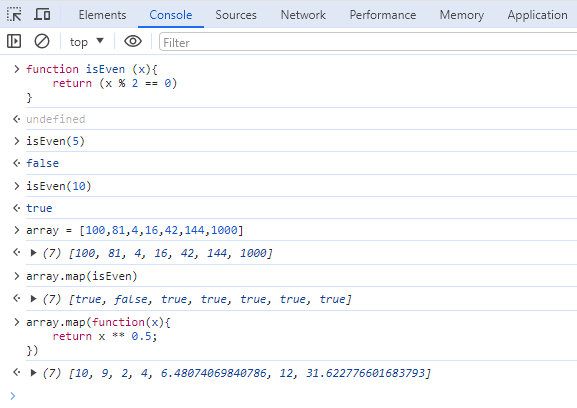 Elements Console Sources Network Performance Memory Application
top Filter
function isEven (x){
return (x % 2 == 0)
}
undefined
isEven(5)
false
isEven(10)
true
array = [100,81,4,16,42,144,1000]
(7) [100, 81, 4, 16, 42, 144, 1000]
array.map(isEven)
(7) [true, false, true, true, true, true, true]
array.map(function(x){
return x ** 0.5;
})
(7) [10, 9, 2, 4, 6.48074069840786, 12, 31.622776601683793]